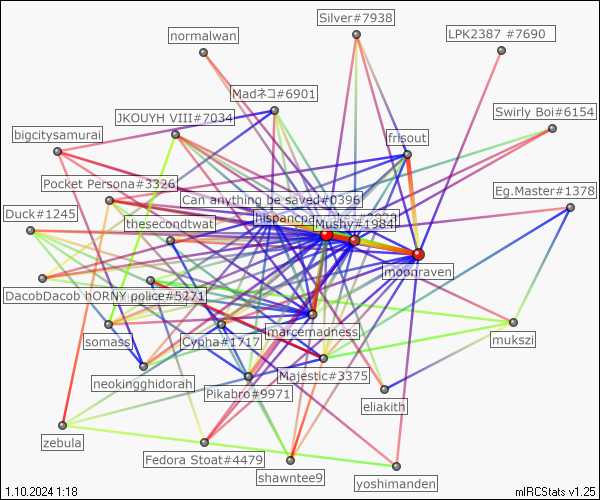 Silver#7938
LPK2387 #7690
normalwan
Madネコ#6901
Swirly Boi#6154
JKOUYH VIII#7034
bigcitysamurai
frisout
Pocket Persona#3326
Eg.Master#1378
Can anything be saved#0396
Duck#1245
hispancpa
thesecondtwat
Mushy#1984
moonraven
DacobDacob
hORNY police#5271
marcemadness
somass
Cypha#1717
mukszi
neokingghidorah
Majestic#3375
Pikabro#9971
eliakith
zebula
Fedora Stoat#4479
shawntee9
yoshimanden
1.10.2024 1:18
mIRCStats v1.25